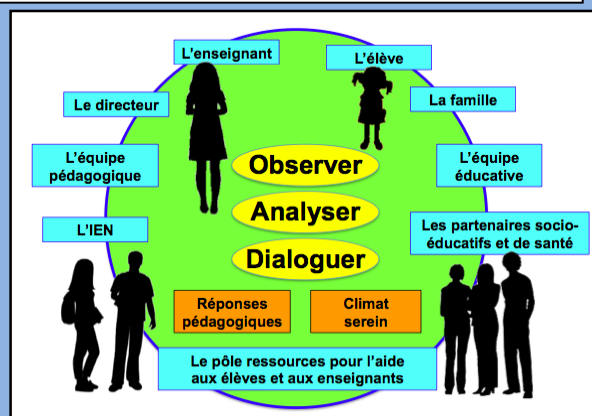 L'enseignant
L'élève
Le directeur
La famille
L'équipe
pédagogique
Observer
L'équipe
éducative
Analyser
L'IEN
Les partenaires socio-
éducatifs et de santé
Dialoguer
Réponses
pédagogiques
Climat
serein
Le pôle ressources pour l'aide
aux élèves et aux enseignants